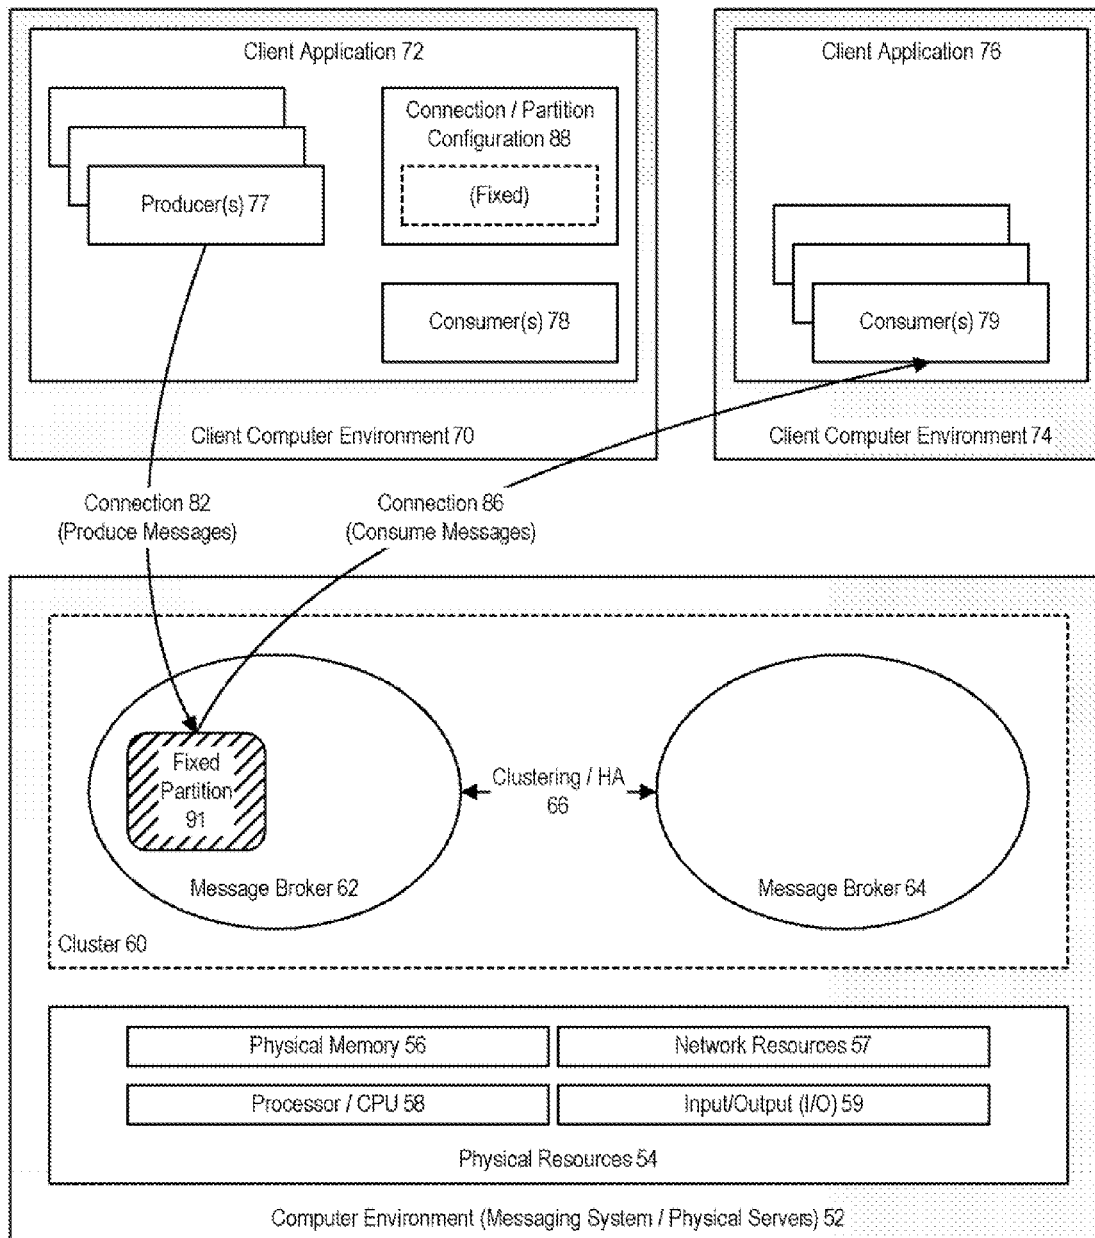 Client Application 72
Client Application 76
Connection / Partition
Configuration 88
(Fixed)
Producer(s) 77
Consumer(s) 78
Consumer(s) 79
Client Computer Environment 70
Client Computer Environment 74
Connection 82
(Produce Messages)
Connection 86
(Consume Messages)
Fixed
Partition
91
Clustering / HA
66
Message Broker 62
Message Broker 64
Cluster 60
Physical Memory 56
Network Resources 57
Processor / CPU 58
Input/Output (I/O) 59
Physical Resources 54
Computer Environment (Messaging System / Physical Servers) 52